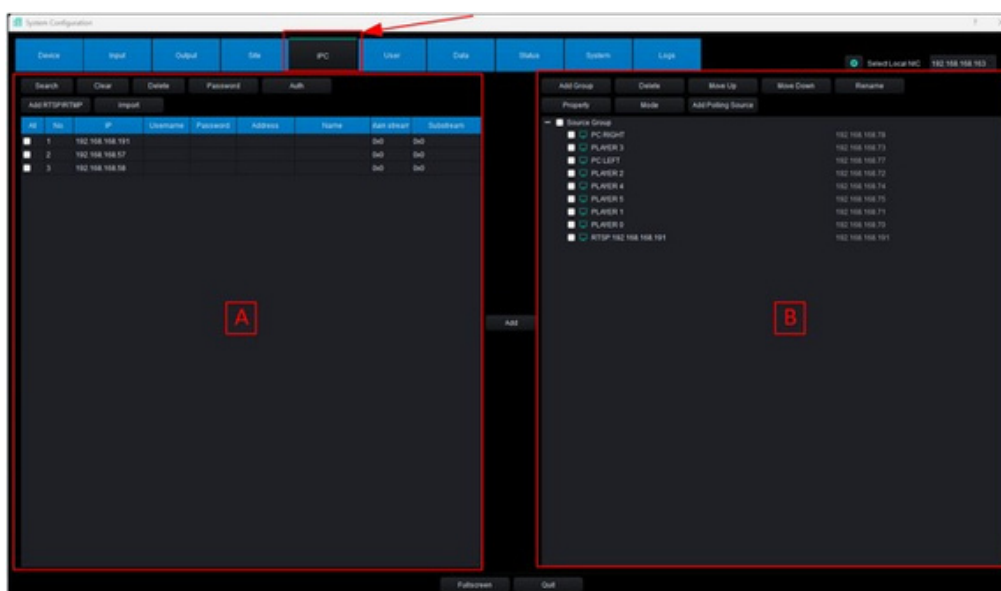 System Configuration
Device Input Output Site IPC User Data Status System Logs
Select Local NIC 192.168.168.163
Search Clear Delete Password Auth
Add RTSP/RTMP Import
All No. IP Username Password Address Name Main stream Substream
1 192.168.168.191 0x0 0x0
2 192.168.168.57 0x0 0x0
3 192.168.168.58 0x0 0x0
A
Add
Add Group Delete Move Up Move Down Rename
Property Mode Add Polling Source
Source Group
PC RIGHT 192.168.168.78
PLAYER 3 192.168.168.73
PC LEFT 192.168.168.77
PLAYER 2 192.168.168.72
PLAYER 4 192.168.168.74
PLAYER 5 192.168.168.75
PLAYER 1 192.168.168.71
PLAYER 0 192.168.168.70
RTSP 192.168.168.191 192.168.168.191
B
Fullscreen Quit